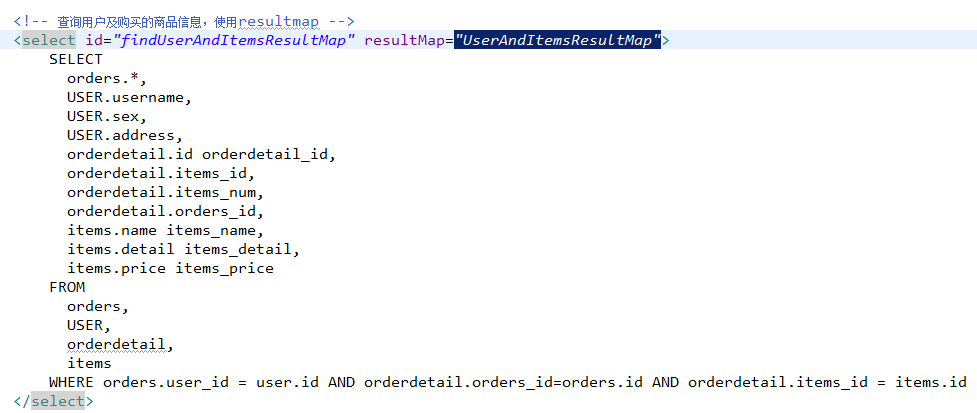 <!-- 查询用户及购买的商品信息，使用resultmap -->
<select id="findUserAndItemsResultMap" resultMap="UserAndItemsResultMap">
SELECT
orders.*,
USER.username,
USER.sex,
USER.address,
orderdetail.id orderdetail_id,
orderdetail.items_id,
orderdetail.items_num,
orderdetail.orders_id,
items.name items_name,
items.detail items_detail,
items.price items_price
FROM
orders,
USER,
orderdetail,
items
WHERE orders.user_id = user.id AND orderdetail.orders_id=orders.id AND orderdetail.items_id = items.id
</select>